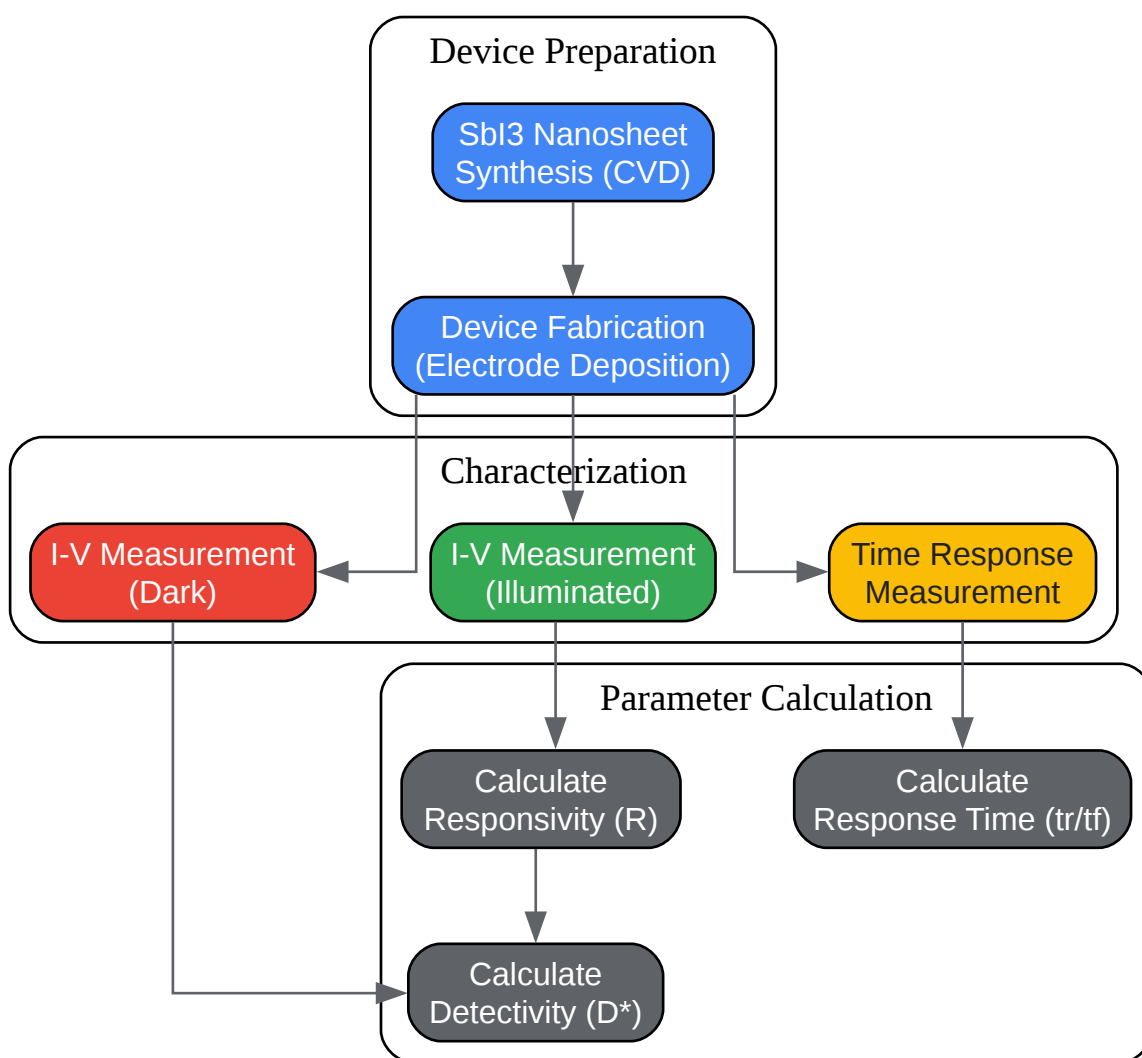 Device Preparation
SbI3 Nanosheet
Synthesis (CVD)
Device Fabrication
(Electrode Deposition)
Characterization
I-V Measurement
(Dark)
I-V Measurement
(Illuminated)
Time Response
Measurement
Parameter Calculation
Calculate
Responsivity (R)
Calculate
Response Time (tr/tf)
Calculate
Detectivity (D*)